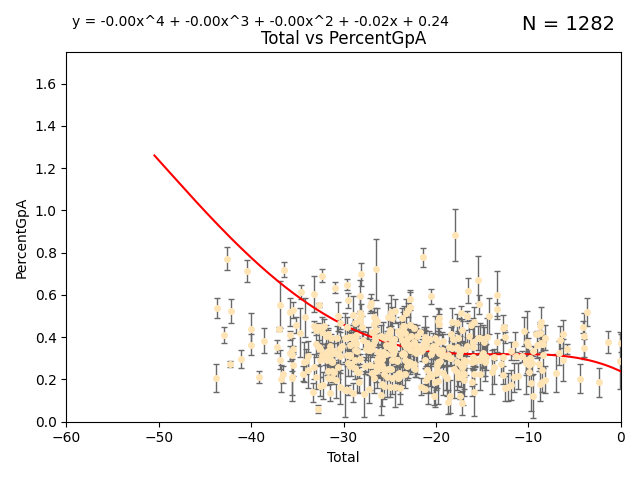 y = -0.00x^4 + -0.00x^3 + -0.00x^2 + -0.02x + 0.24
N = 1282
Total vs PercentGpA
PercentGpA
1.6
1.4
1.2
1.0
0.8
0.6
0.4
0.2
0.0
−60 −50 −40 −30 −20 −10 0
Total